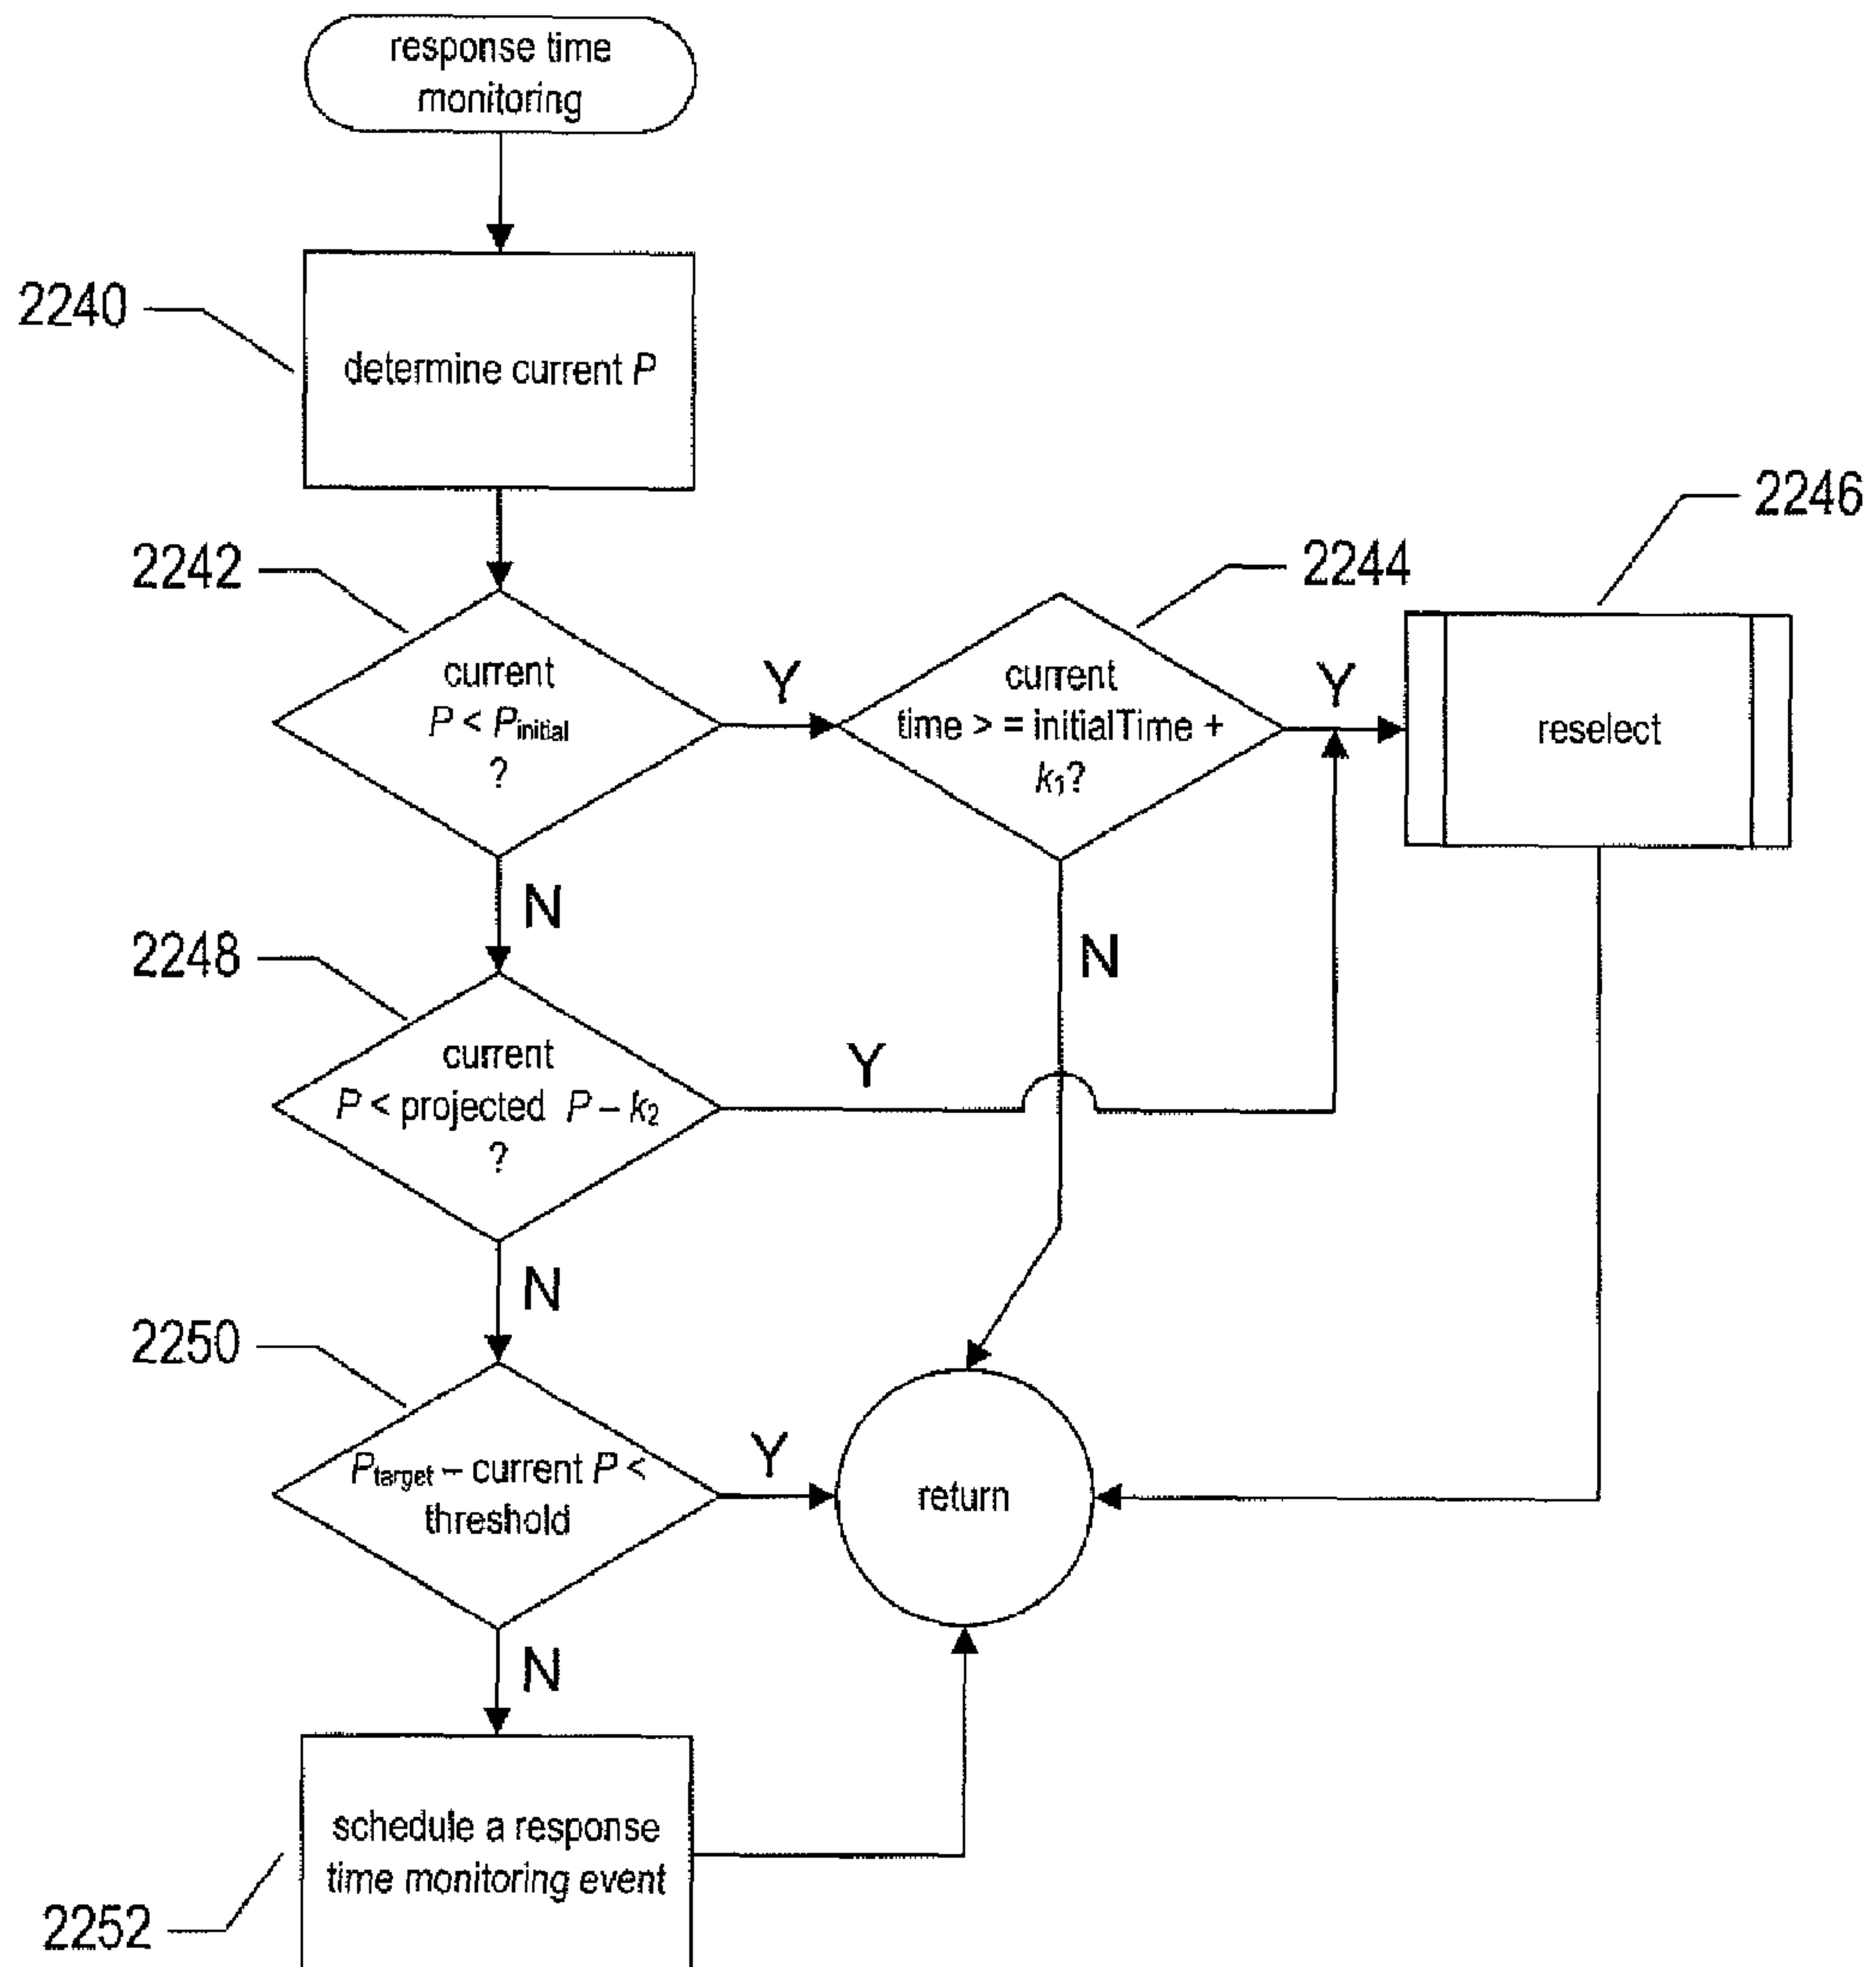 response time
monitoring
2240
determine current P
2246
2242
2244
current
P < Pinitial
?
Y
current
time > = initialTime +
k1?
Y
reselect
N
N
2248
current
P < projected P – k2
?
Y
N
2250
Ptarget – current P <
threshold
Y
return
N
schedule a response
time monitoring event
2252